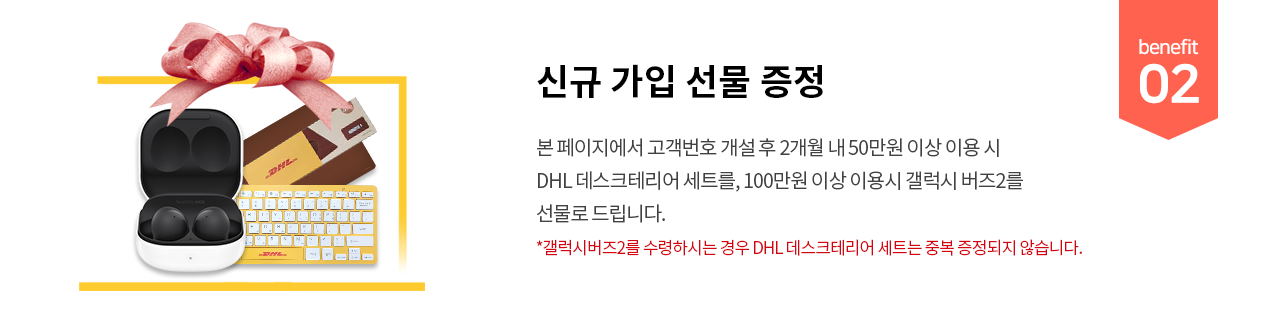 benefit
02
신규 가입 선물 증정
본 페이지에서 고객번호 개설 후 2개월 내 50만원 이상 이용 시
DHL 데스크테리어 세트를, 100만원 이상 이용시 갤럭시 버즈2를
선물로 드립니다.
*갤럭시버즈2를 수령하시는 경우 DHL 데스크테리어 세트는 중복 증정되지 않습니다.
DHL
DHL